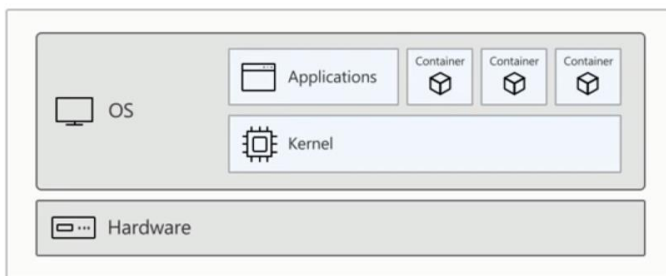 Container Container Container
Applications
OS
Kernel
Hardware